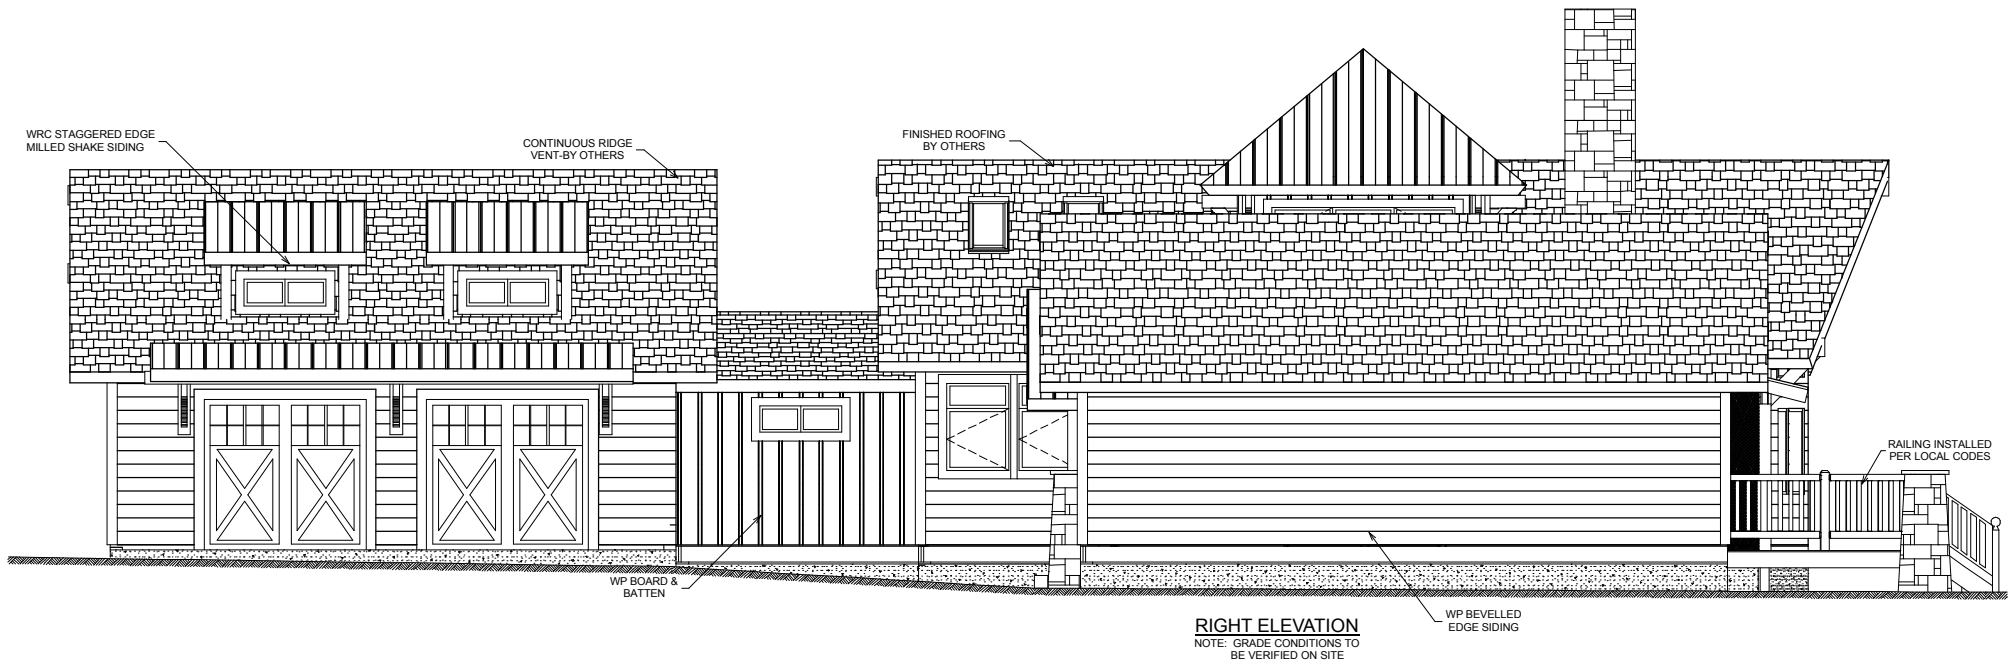 WRC STAGGERED EDGE
MILLED SHAKE SIDING
CONTINUOUS RIDGE
VENT-BY OTHERS
FINISHED ROOFING
BY OTHERS
RAILING INSTALLED
PER LOCAL CODES
WP BOARD &
BATTEN
WP BEVELLED
EDGE SIDING
RIGHT ELEVATION
NOTE: GRADE CONDITIONS TO
BE VERIFIED ON SITE